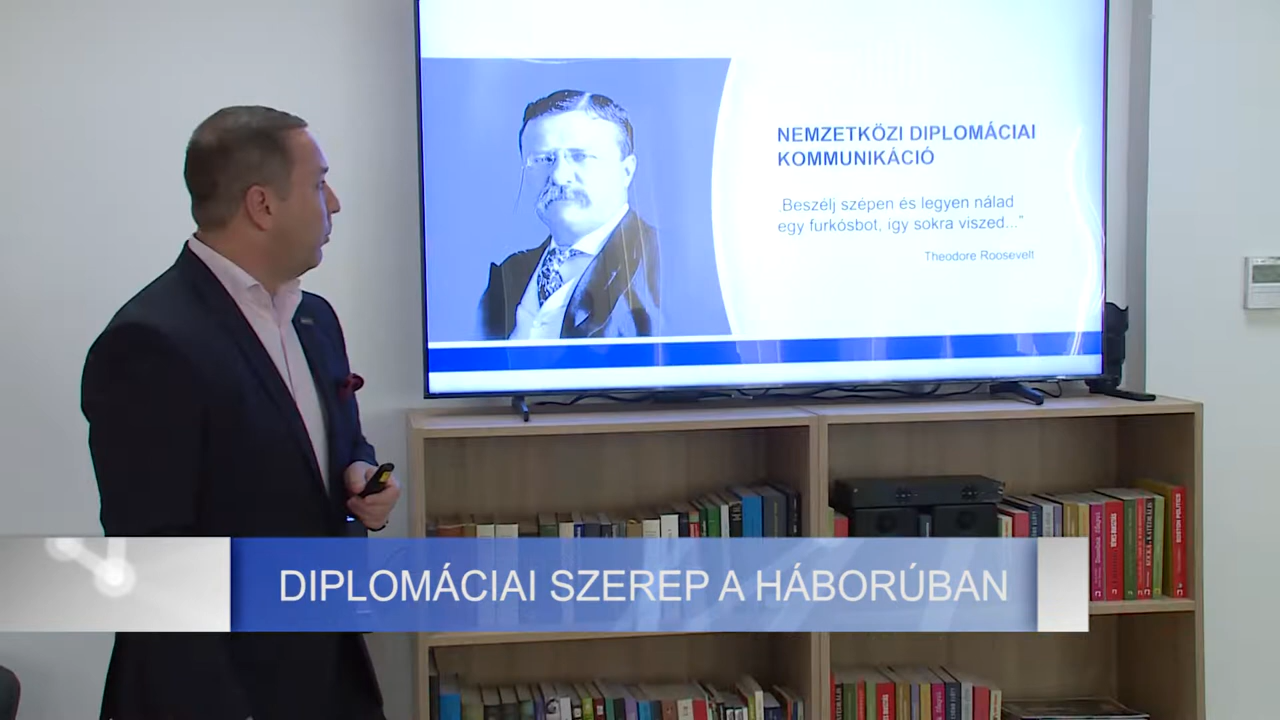 NEMZETKÖZI DIPLOMÁCIAI
KOMMUNIKÁCIÓ
„Beszélj szépen és legyen nálad
egy furkósbot, így sokra viszed..."
Theodore Roosevelt
DIPLOMÁCIAI SZEREP A HÁBORÚBAN